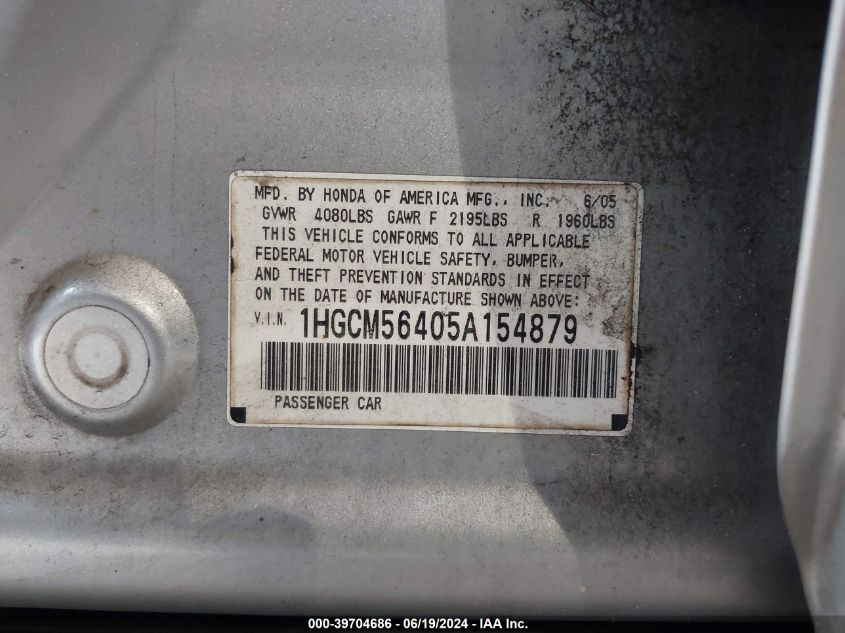 MFD. BY HONDA OF AMERICA MFG., INC. 6/05
GVWR 4080LBS GAWR F 2195LBS R 1960LBS
THIS VEHICLE CONFORMS TO ALL APPLICABLE
FEDERAL MOTOR VEHICLE SAFETY, BUMPER,
AND THEFT PREVENTION STANDARDS IN EFFECT
ON THE DATE OF MANUFACTURE SHOWN ABOVE:
V.I.N. 1HGCM56405A154879
PASSENGER CAR
000-39704686 - 06/19/2024 - IAA Inc.